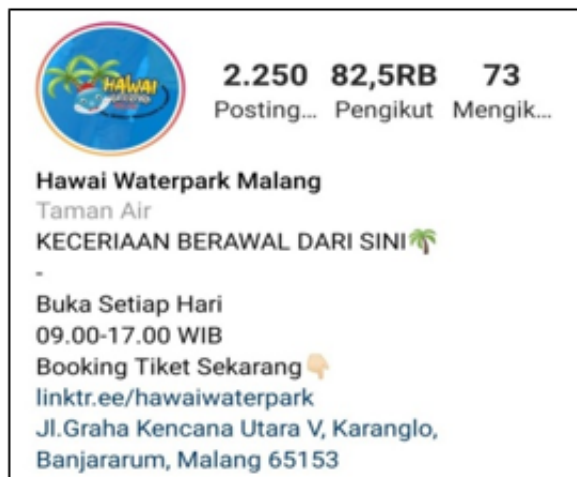 HAWAI
2.250 82,5RB 73
Posting... Pengikut Mengik...
Hawai Waterpark Malang
Taman Air
KECERIAAN BERAWAL DARI SINI🌴
-
Buka Setiap Hari
09.00-17.00 WIB
Booking Tiket Sekarang👇🏻
linktr.ee/hawaiwaterpark
Jl.Graha Kencana Utara V, Karanglo,
Banjararum, Malang 65153